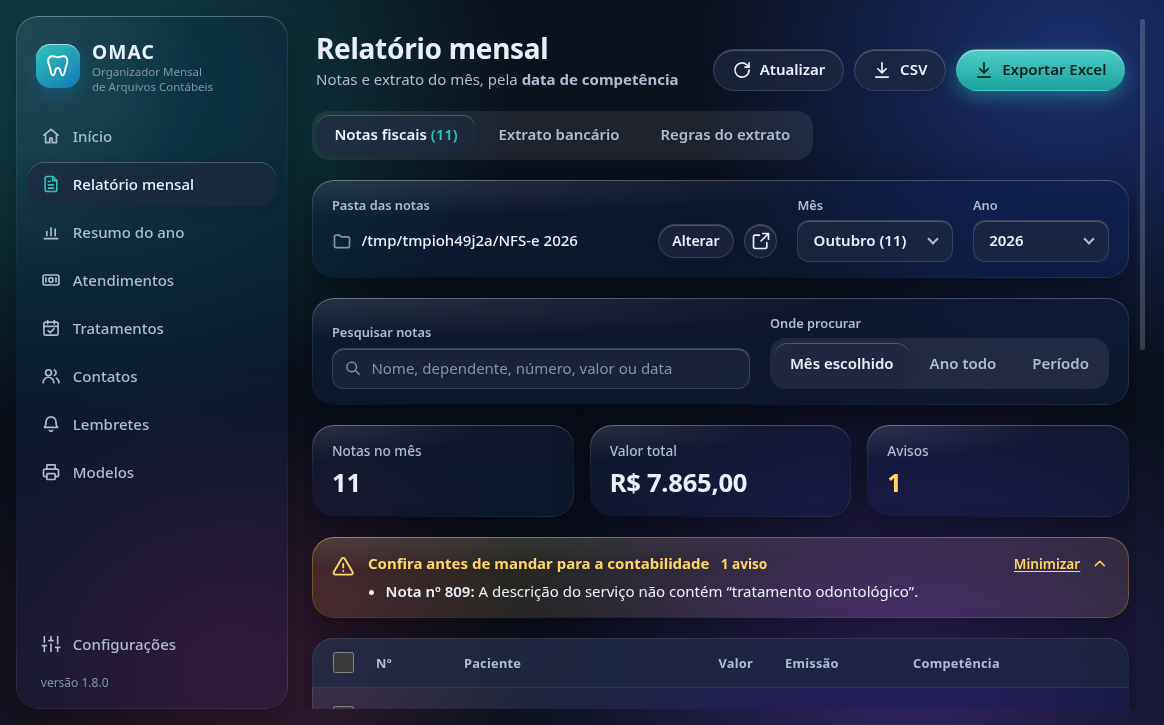 OMAC
Organizador Mensal
de Arquivos Contábeis
Início
Relatório mensal
Resumo do ano
Atendimentos
Tratamentos
Contatos
Lembretes
Modelos
Configurações
versão 1.8.0
Relatório mensal
Notas e extrato do mês, pela data de competência
Atualizar
CSV
Exportar Excel
Notas fiscais (11)
Extrato bancário
Regras do extrato
Pasta das notas
/tmp/tmpioh49j2a/NFS-e 2026
Alterar
Mês
Outubro (11)
Ano
2026
Pesquisar notas
Nome, dependente, número, valor ou data
Onde procurar
Mês escolhido
Ano todo
Período
Notas no mês
11
Valor total
R$ 7.865,00
Avisos
1
Confira antes de mandar para a contabilidade 1 aviso
Minimizar
• Nota nº 809: A descrição do serviço não contém “tratamento odontológico”.
Nº Paciente Valor Emissão Competência